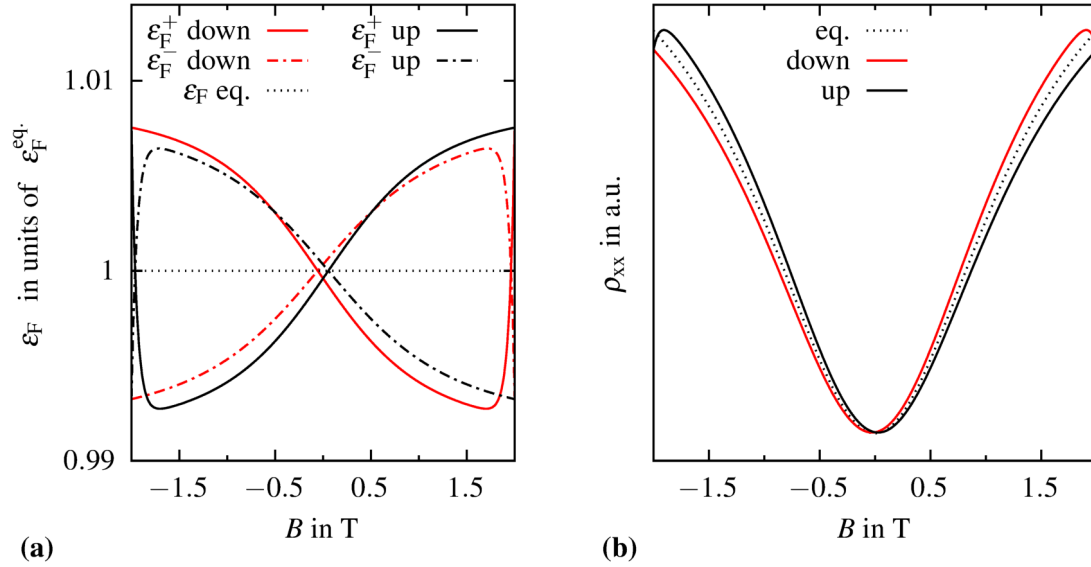 ε_F^+ down ε_F^+ up
ε_F^- down ε_F^- up
ε_F eq.
1.01
1
0.99
ε_F in units of ε_F^eq.
−1.5 −0.5 0.5 1.5
B in T
(a)
eq.
down
up
ρ_xx in a.u.
−1.5 −0.5 0.5 1.5
B in T
(b)